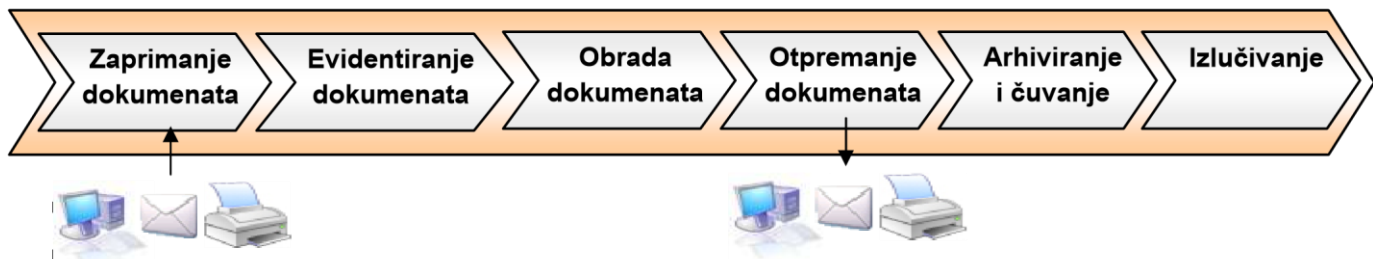 Zaprimanje
dokumenata
Evidentiranje
dokumenata
Obrada
dokumenata
Otpremanje
dokumenata
Arhiviranje
i čuvanje
Izlučivanje